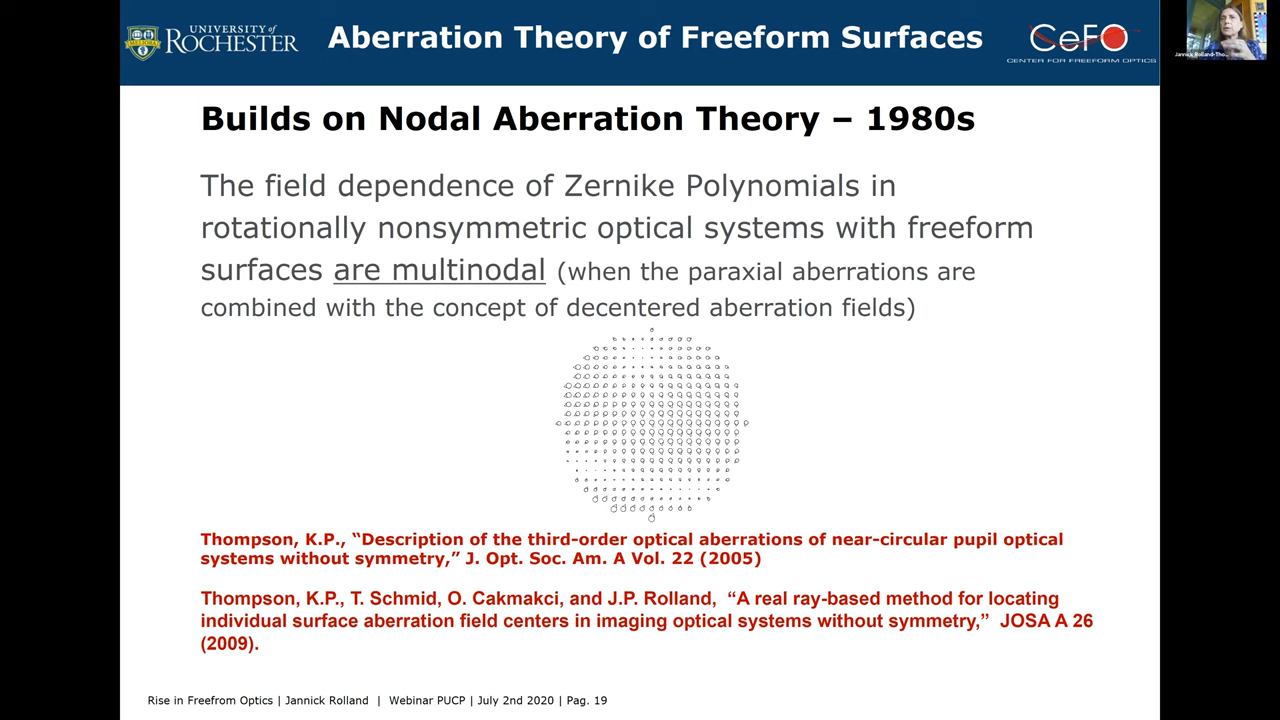 UNIVERSITY of
ROCHESTER
MELIORA
Aberration Theory of Freeform Surfaces
CeFO
CENTER FOR FREEFORM OPTICS
Jannick Rolland-Tho...
Builds on Nodal Aberration Theory – 1980s
The field dependence of Zernike Polynomials in
rotationally nonsymmetric optical systems with freeform
surfaces are multinodal (when the paraxial aberrations are
combined with the concept of decentered aberration fields)
Thompson, K.P., “Description of the third-order optical aberrations of near-circular pupil optical
systems without symmetry,” J. Opt. Soc. Am. A Vol. 22 (2005)
Thompson, K.P., T. Schmid, O. Cakmakci, and J.P. Rolland, “A real ray-based method for locating
individual surface aberration field centers in imaging optical systems without symmetry,” JOSA A 26
(2009).
Rise in Freefrom Optics | Jannick Rolland | Webinar PUCP | July 2nd 2020 | Pag. 19